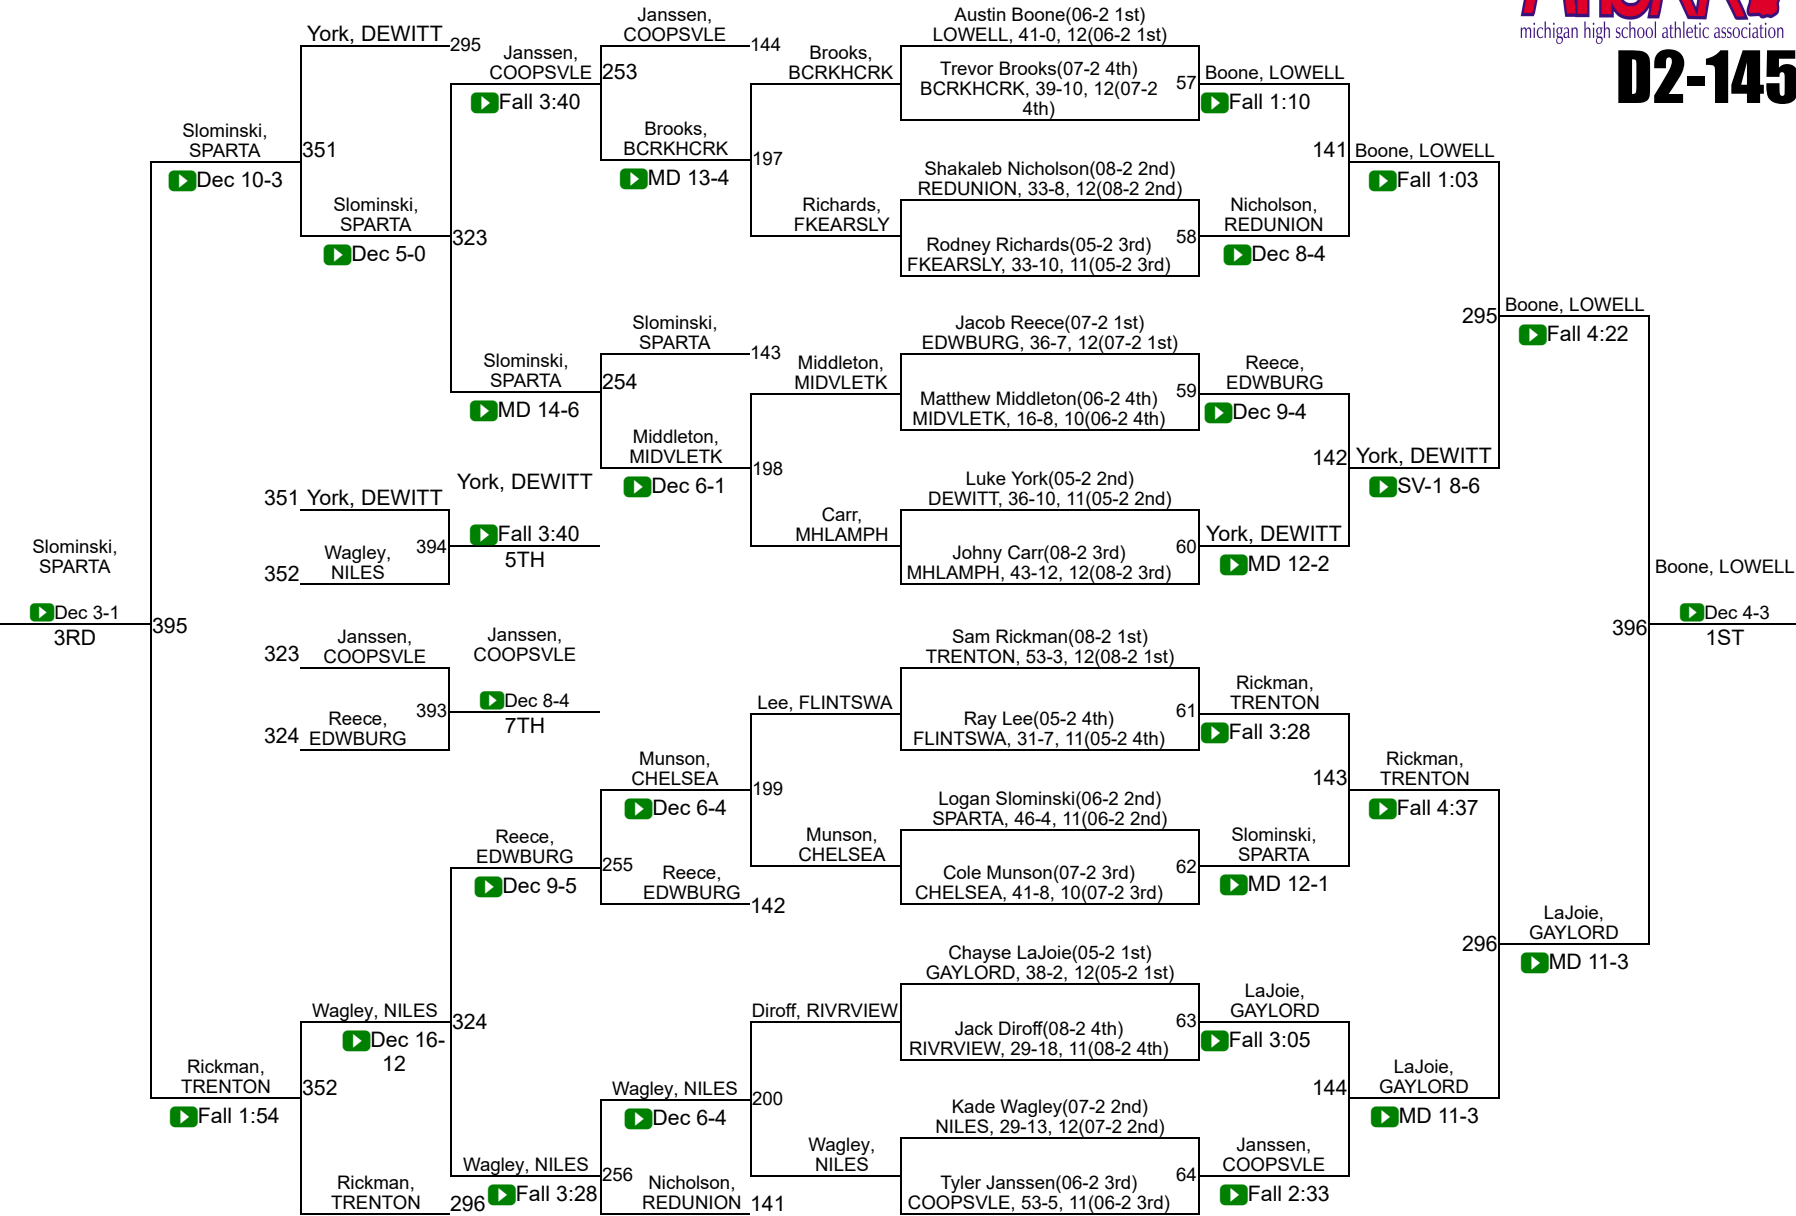 MHSAA
michigan high school athletic association
D2-145
York, DEWITT
295
351
Slominski,
SPARTA
Dec 10-3
Slominski,
SPARTA
Dec 5-0
Janssen,
COOPSVLE
Fall 3:40
323
Slominski,
SPARTA
MD 14-6
Janssen,
COOPSVLE
144
253
Brooks,
BCRKHCRK
MD 13-4
Slominski,
SPARTA
143
254
Middleton,
MIDVLETK
Dec 6-1
Brooks,
BCRKHCRK
197
Richards,
FKEARSLY
Middleton,
MIDVLETK
198
Carr,
MHLAMPH
Austin Boone(06-2 1st)
LOWELL, 41-0, 12(06-2 1st)
Trevor Brooks(07-2 4th)
BCRKHCRK, 39-10, 12(07-2
4th)
57
Shakaleb Nicholson(08-2 2nd)
REDUNION, 33-8, 12(08-2 2nd)
Rodney Richards(05-2 3rd)
FKEARSLY, 33-10, 11(05-2 3rd)
58
Jacob Reece(07-2 1st)
EDWBURG, 36-7, 12(07-2 1st)
Matthew Middleton(06-2 4th)
MIDVLETK, 16-8, 10(06-2 4th)
59
Luke York(05-2 2nd)
DEWITT, 36-10, 11(05-2 2nd)
Johny Carr(08-2 3rd)
MHLAMPH, 43-12, 12(08-2 3rd)
60
Boone, LOWELL
Fall 1:10
141
Nicholson,
REDUNION
Dec 8-4
Reece,
EDWBURG
Dec 9-4
142
York, DEWITT
MD 12-2
Boone, LOWELL
Fall 1:03
295
York, DEWITT
SV-1 8-6
Boone, LOWELL
Fall 4:22
351
York, DEWITT
394
352
Wagley,
NILES
York, DEWITT
Fall 3:40
5TH
Slominski,
SPARTA
Dec 3-1
3RD
395
323
Janssen,
COOPSVLE
393
324
Reece,
EDWBURG
Janssen,
COOPSVLE
Dec 8-4
7TH
Boone, LOWELL
396
Dec 4-3
1ST
Lee, FLINTSWA
199
Munson,
CHELSEA
Munson,
CHELSEA
Dec 6-4
255
Reece,
EDWBURG
142
Reece,
EDWBURG
Dec 9-5
324
Wagley, NILES
Dec 16-
12
352
Rickman,
TRENTON
Fall 1:54
Rickman,
TRENTON
296
Wagley, NILES
Fall 3:28
Wagley, NILES
Dec 6-4
256
Nicholson,
REDUNION
141
Diroff, RIVRVIEW
200
Wagley,
NILES
Sam Rickman(08-2 1st)
TRENTON, 53-3, 12(08-2 1st)
Ray Lee(05-2 4th)
FLINTSWA, 31-7, 11(05-2 4th)
61
Logan Slominski(06-2 2nd)
SPARTA, 46-4, 11(06-2 2nd)
Cole Munson(07-2 3rd)
CHELSEA, 41-8, 10(07-2 3rd)
62
Chayse LaJoie(05-2 1st)
GAYLORD, 38-2, 12(05-2 1st)
Jack Diroff(08-2 4th)
RIVRVIEW, 29-18, 11(08-2 4th)
63
Kade Wagley(07-2 2nd)
NILES, 29-13, 12(07-2 2nd)
Tyler Janssen(06-2 3rd)
COOPSVLE, 53-5, 11(06-2 3rd)
64
Rickman,
TRENTON
Fall 3:28
143
Slominski,
SPARTA
MD 12-1
LaJoie,
GAYLORD
Fall 3:05
144
Janssen,
COOPSVLE
Fall 2:33
Rickman,
TRENTON
Fall 4:37
296
LaJoie,
GAYLORD
MD 11-3
LaJoie,
GAYLORD
MD 11-3